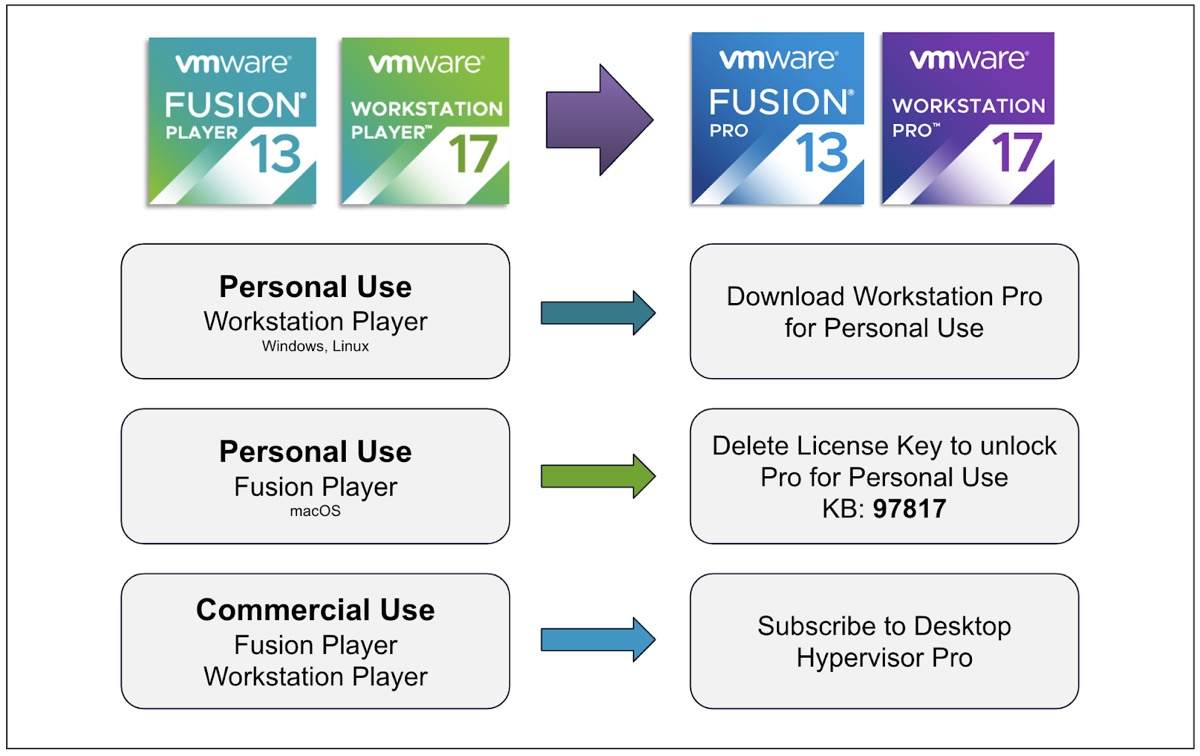 vmware®
FUSION®
PLAYER
13
vmware®
WORKSTATION
PLAYER™
17
vmware®
FUSION®
PRO
13
vmware®
WORKSTATION
PRO™
17
Personal Use
Workstation Player
Windows, Linux
Download Workstation Pro
for Personal Use
Personal Use
Fusion Player
macOS
Delete License Key to unlock
Pro for Personal Use
KB: 97817
Commercial Use
Fusion Player
Workstation Player
Subscribe to Desktop
Hypervisor Pro